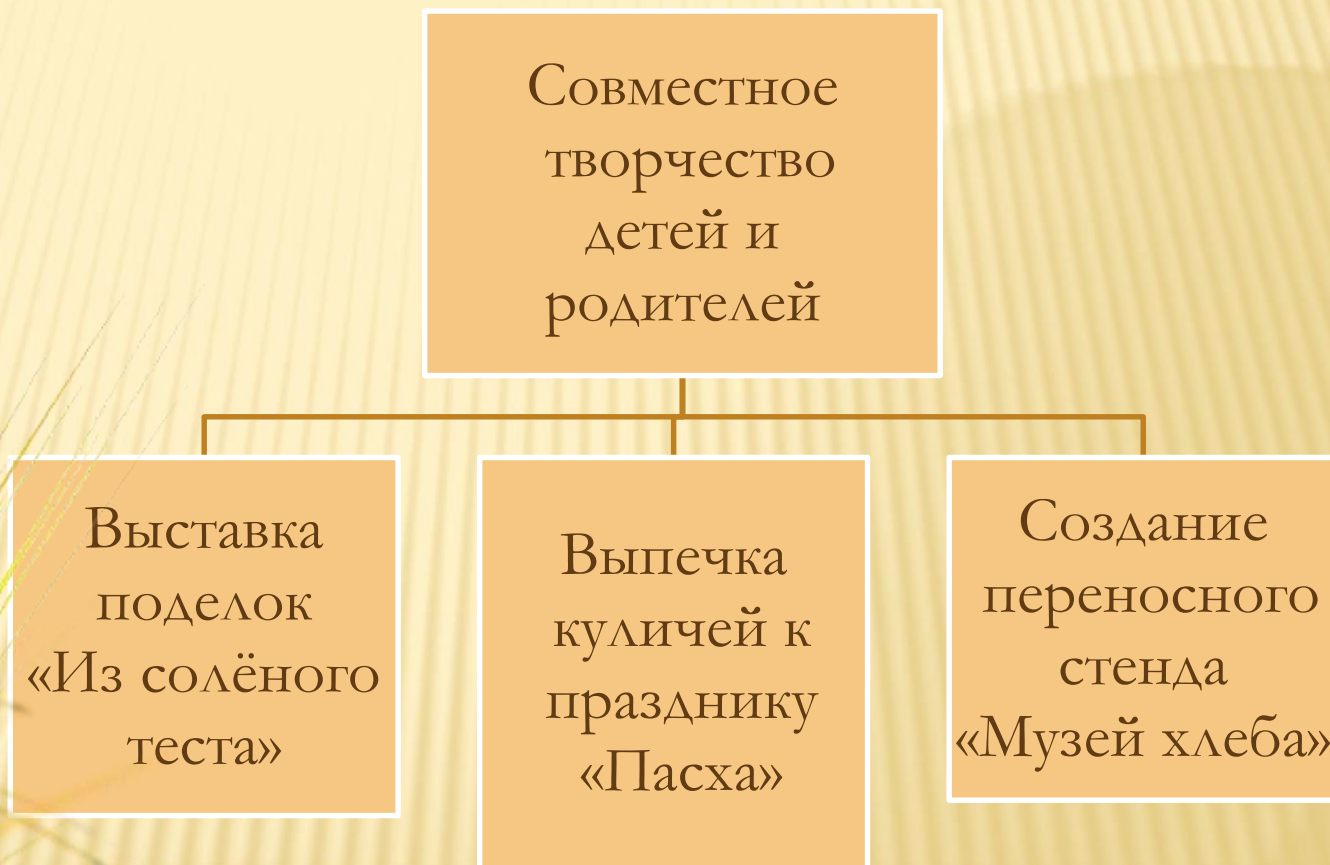 Совместное
творчество
детей и
родителей
Выставка
поделок
«Из солёного
теста»
Выпечка
куличей к
празднику
«Пасха»
Создание
переносного
стенда
«Музей хлеба»